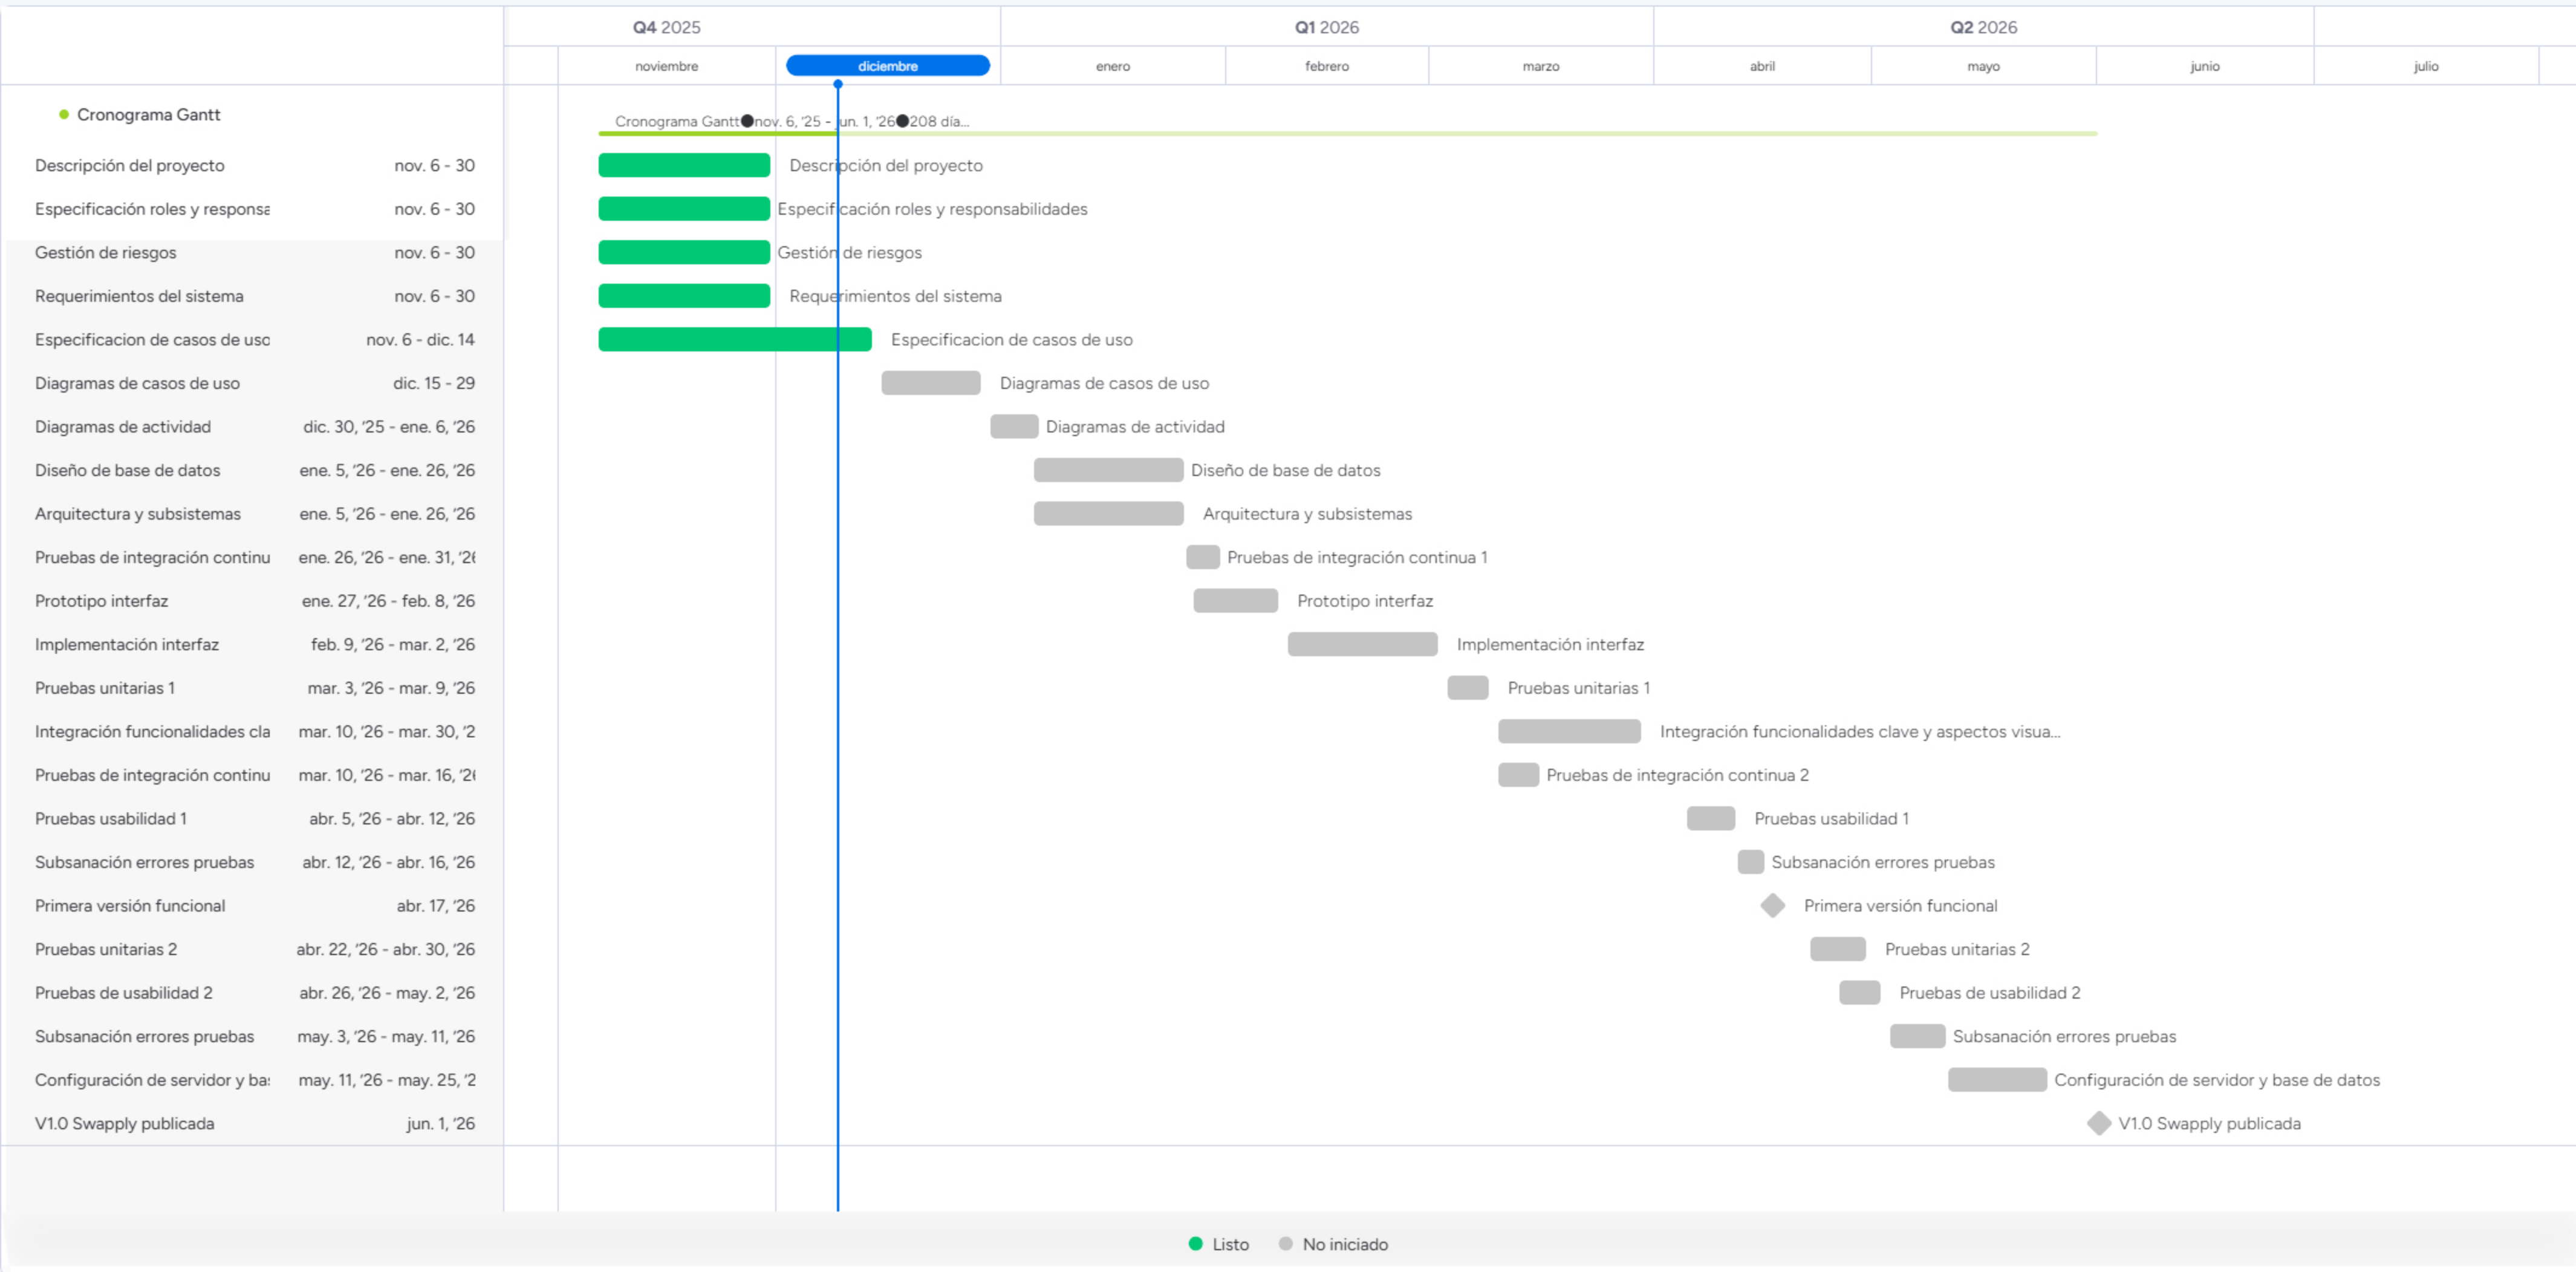 Q4 2025 Q1 2026 Q2 2026
noviembre diciembre enero febrero marzo abril mayo junio julio
Cronograma Gantt
Cronograma Gantt●nov. 6, '25 - jun. 1, '26●208 día...
Descripción del proyecto nov. 6 - 30 Descripción del proyecto
Especificación roles y responsa nov. 6 - 30 Especificación roles y responsabilidades
Gestión de riesgos nov. 6 - 30 Gestión de riesgos
Requerimientos del sistema nov. 6 - 30 Requerimientos del sistema
Especificacion de casos de uso nov. 6 - dic. 14 Especificacion de casos de uso
Diagramas de casos de uso dic. 15 - 29 Diagramas de casos de uso
Diagramas de actividad dic. 30, '25 - ene. 6, '26 Diagramas de actividad
Diseño de base de datos ene. 5, '26 - ene. 26, '26 Diseño de base de datos
Arquitectura y subsistemas ene. 5, '26 - ene. 26, '26 Arquitectura y subsistemas
Pruebas de integración continu ene. 26, '26 - ene. 31, '26 Pruebas de integración continua 1
Prototipo interfaz ene. 27, '26 - feb. 8, '26 Prototipo interfaz
Implementación interfaz feb. 9, '26 - mar. 2, '26 Implementación interfaz
Pruebas unitarias 1 mar. 3, '26 - mar. 9, '26 Pruebas unitarias 1
Integración funcionalidades cla mar. 10, '26 - mar. 30, '2 Integración funcionalidades clave y aspectos visua...
Pruebas de integración continu mar. 10, '26 - mar. 16, '26 Pruebas de integración continua 2
Pruebas usabilidad 1 abr. 5, '26 - abr. 12, '26 Pruebas usabilidad 1
Subsanación errores pruebas abr. 12, '26 - abr. 16, '26 Subsanación errores pruebas
Primera versión funcional abr. 17, '26 Primera versión funcional
Pruebas unitarias 2 abr. 22, '26 - abr. 30, '26 Pruebas unitarias 2
Pruebas de usabilidad 2 abr. 26, '26 - may. 2, '26 Pruebas de usabilidad 2
Subsanación errores pruebas may. 3, '26 - may. 11, '26 Subsanación errores pruebas
Configuración de servidor y bas may. 11, '26 - may. 25, '2 Configuración de servidor y base de datos
V1.0 Swapply publicada jun. 1, '26 V1.0 Swapply publicada
Listo No iniciado